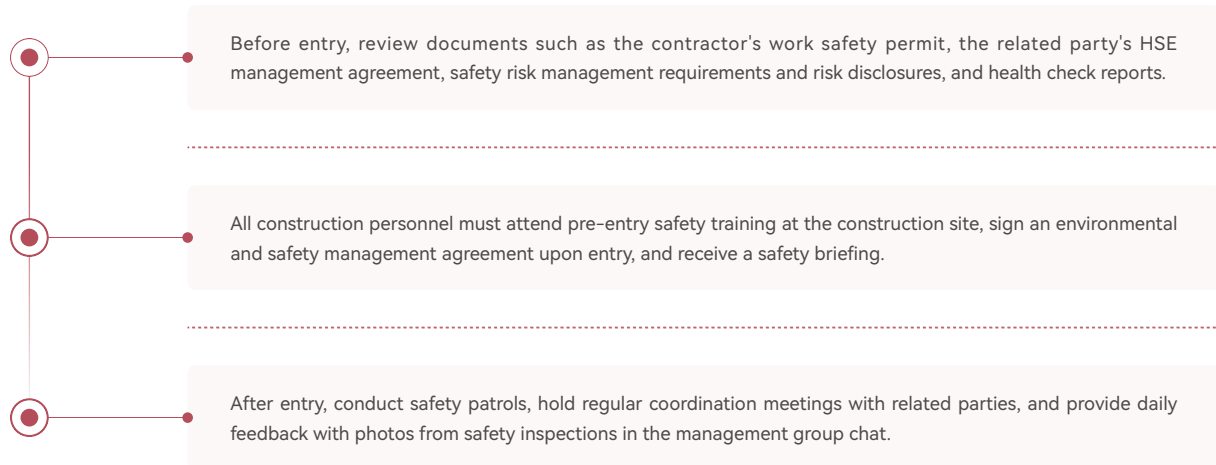 Before entry, review documents such as the contractor's work safety permit, the related party's HSE
management agreement, safety risk management requirements and risk disclosures, and health check reports.
All construction personnel must attend pre-entry safety training at the construction site, sign an environmental
and safety management agreement upon entry, and receive a safety briefing.
After entry, conduct safety patrols, hold regular coordination meetings with related parties, and provide daily
feedback with photos from safety inspections in the management group chat.